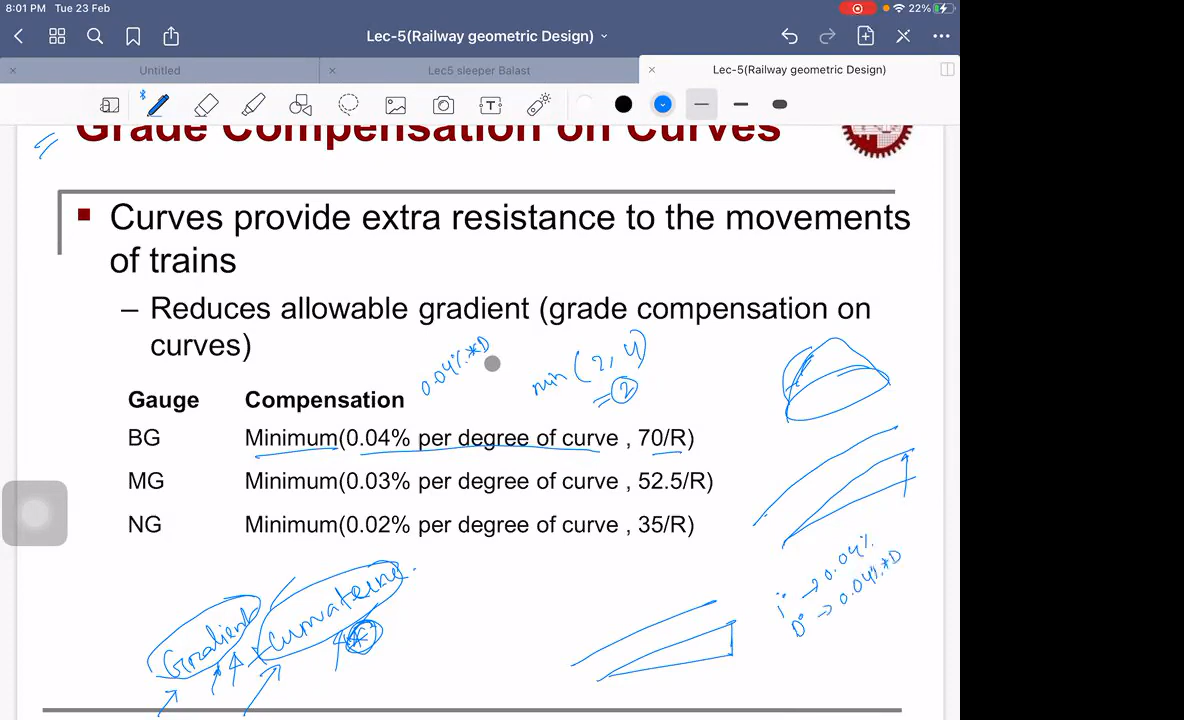 8:01 PM Tue 23 Feb
22%
Lec-5(Railway geometric Design)
Untitled
Lec5 sleeper Balast
Lec-5(Railway geometric Design)
Grade Compensation on Curves
Curves provide extra resistance to the movements
of trains
– Reduces allowable gradient (grade compensation on
curves)
0.04%*D
min (2, 4)
= 2
Gauge Compensation
BG Minimum(0.04% per degree of curve , 70/R)
MG Minimum(0.03% per degree of curve , 52.5/R)
NG Minimum(0.02% per degree of curve , 35/R)
1° → 0.04%
D° → 0.04%*D
Gradient + Curvature